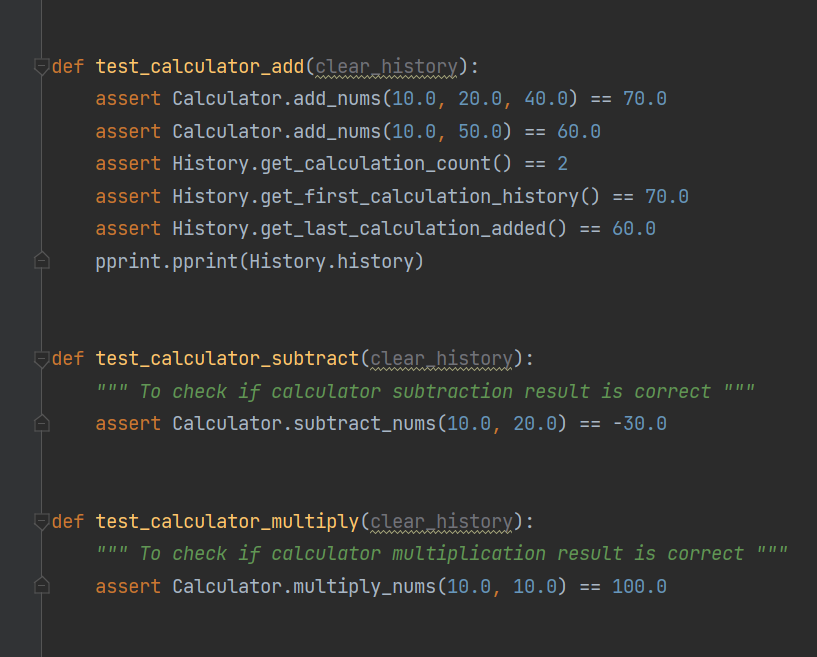 def test_calculator_add(clear_history):
    assert Calculator.add_nums(10.0, 20.0, 40.0) == 70.0
    assert Calculator.add_nums(10.0, 50.0) == 60.0
    assert History.get_calculation_count() == 2
    assert History.get_first_calculation_history() == 70.0
    assert History.get_last_calculation_added() == 60.0
    pprint.pprint(History.history)
def test_calculator_subtract(clear_history):
    """ To check if calculator subtraction result is correct """
    assert Calculator.subtract_nums(10.0, 20.0) == -30.0
def test_calculator_multiply(clear_history):
    """ To check if calculator multiplication result is correct """
    assert Calculator.multiply_nums(10.0, 10.0) == 100.0